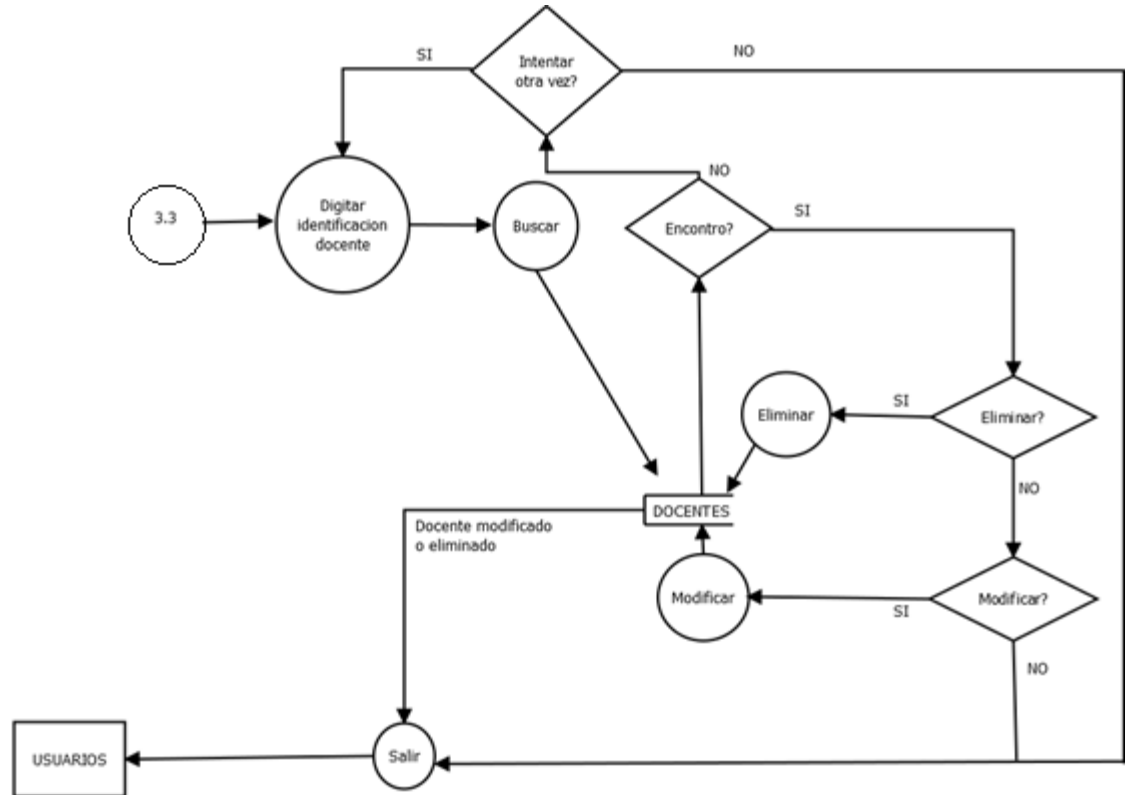 SI
Intentar
otra vez?
NO
NO
3.3
Digitar
identificacion
docente
Buscar
Encontro?
SI
Eliminar
SI
Eliminar?
NO
DOCENTES
Docente modificado
o eliminado
Modificar
SI
Modificar?
NO
USUARIOS
Salir